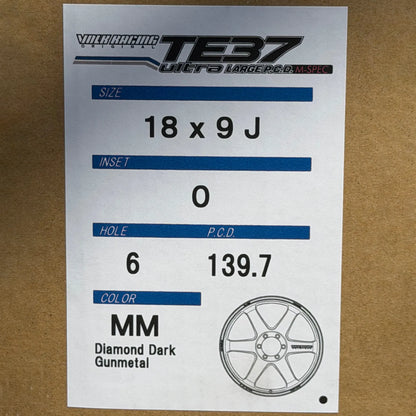 VOLK RACING TE37
ORIGINAL
ultra LARGE P.C.D. M-SPEC
SIZE
18 x 9 J
INSET
0
HOLE P.C.D.
6 139.7
COLOR
MM
Diamond Dark
Gunmetal